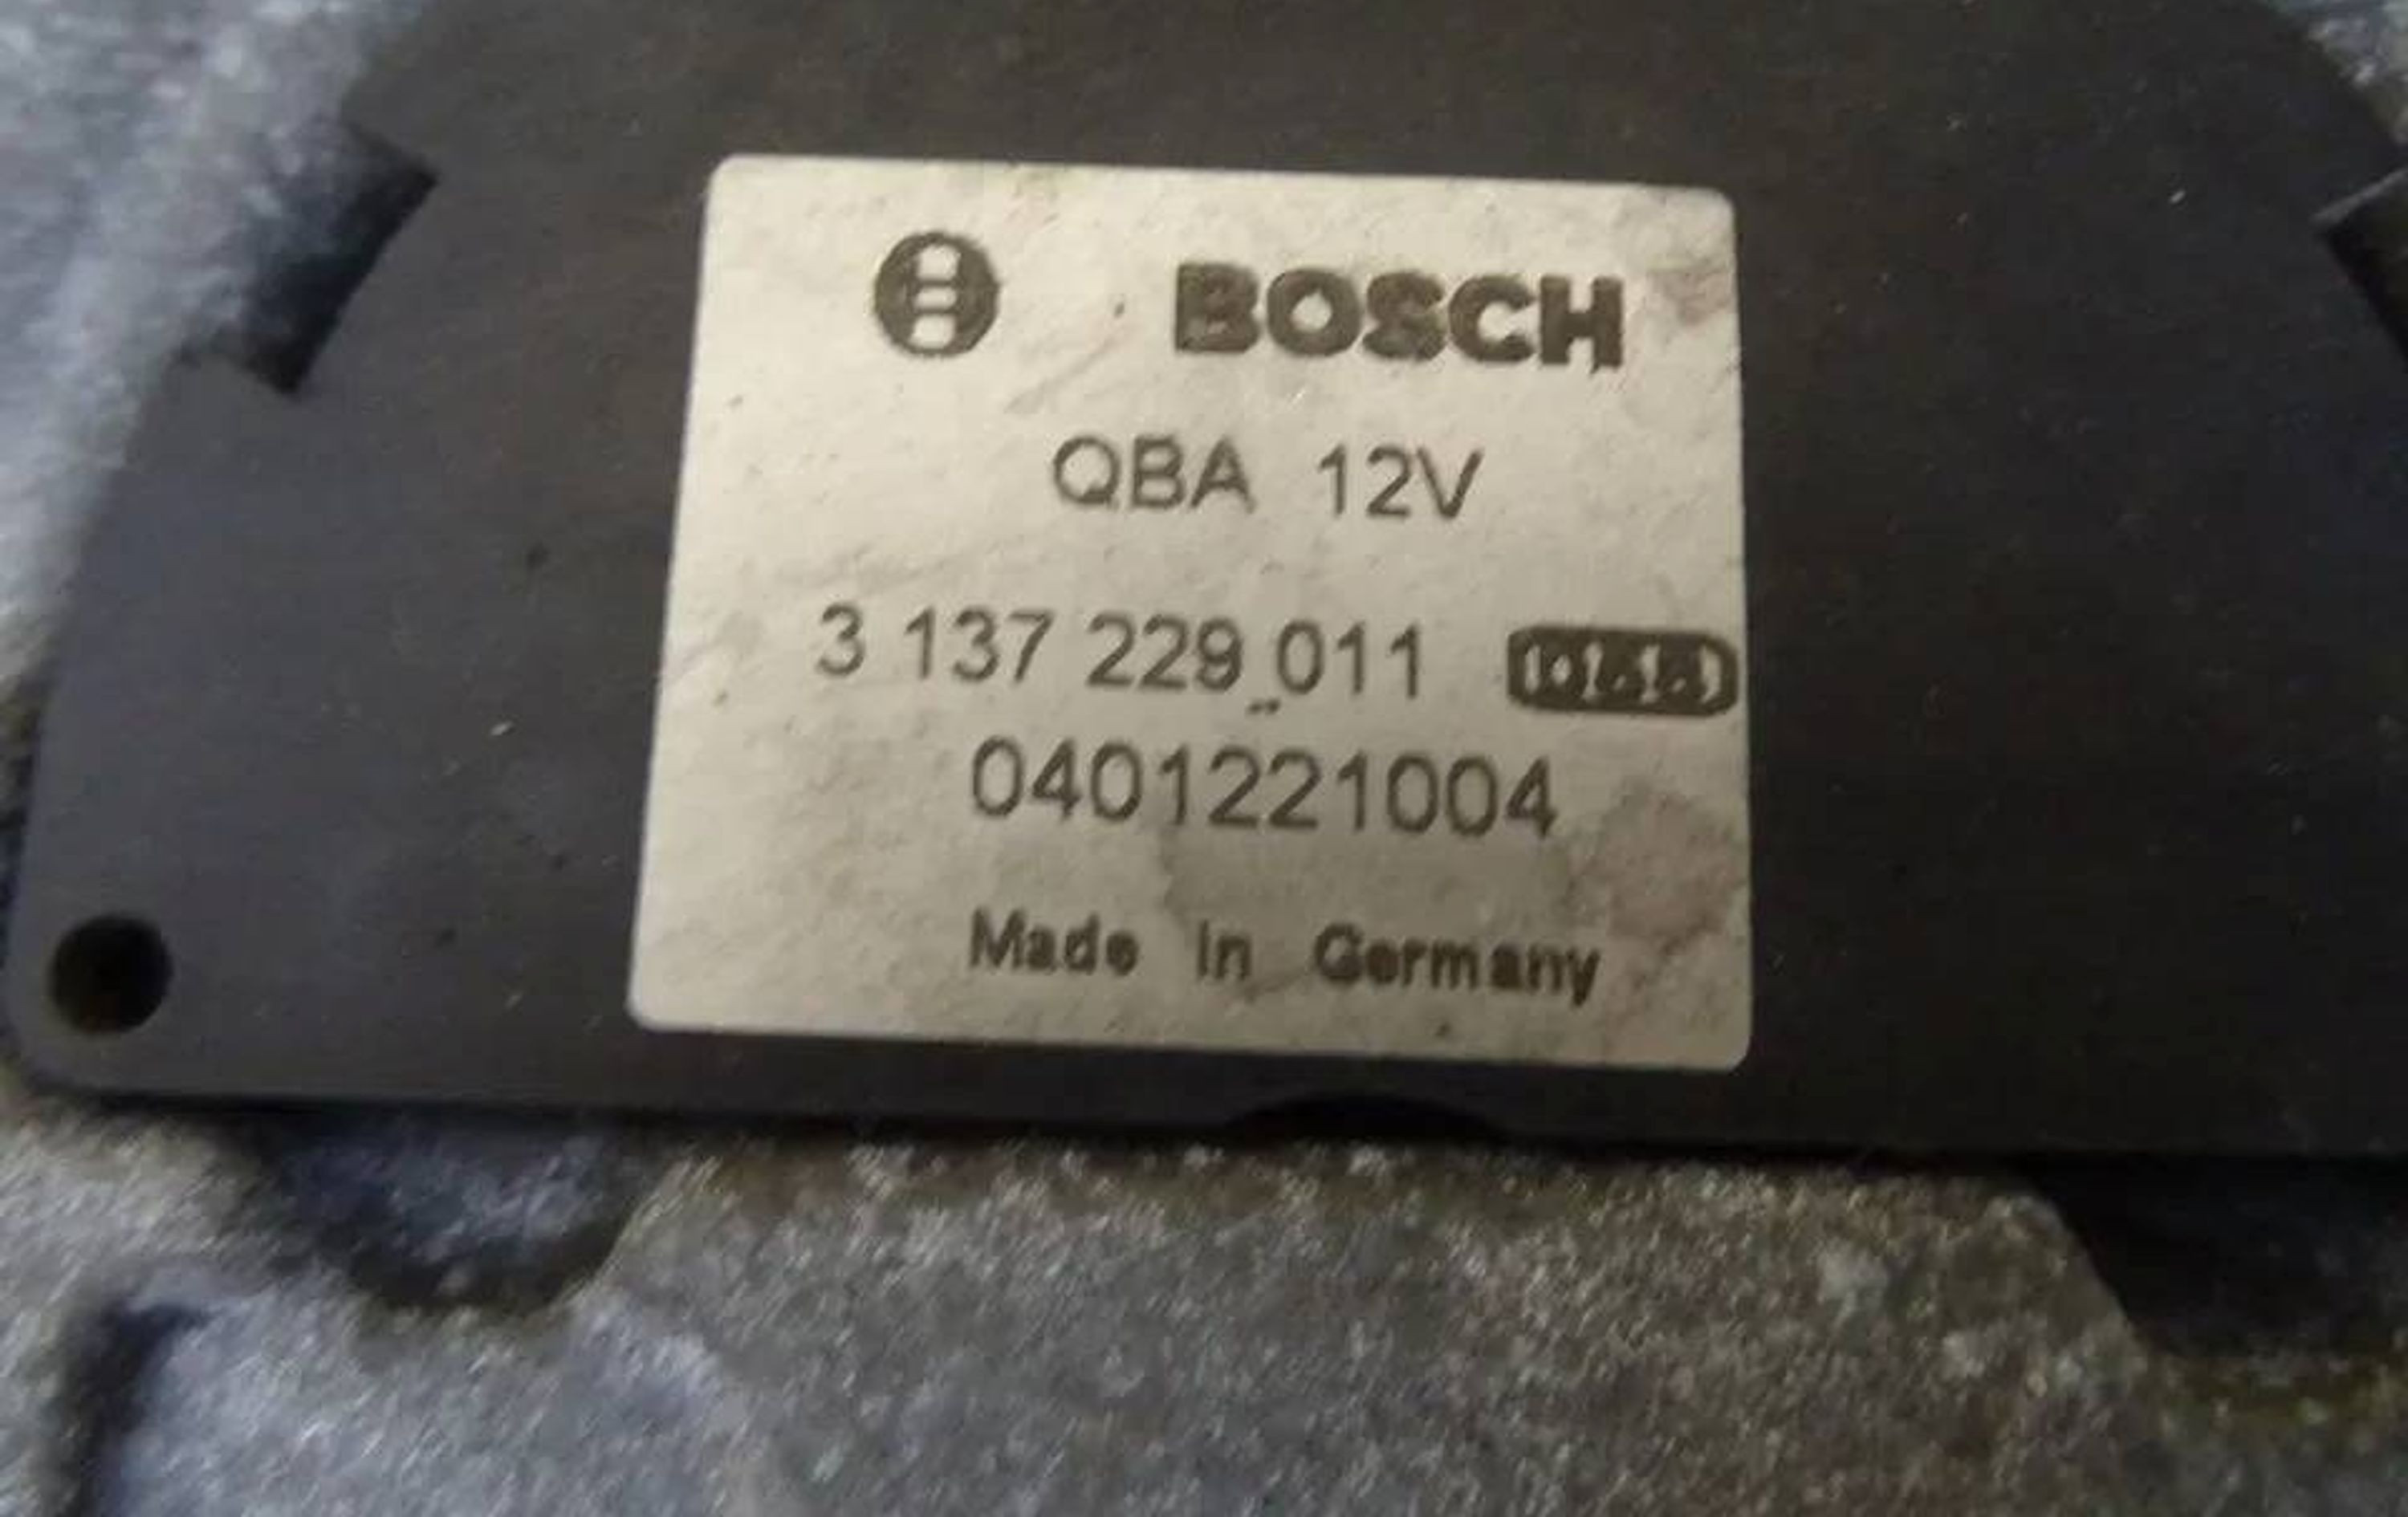 BOSCH
QBA 12V
3 137 229 011
0401221004
Made in Germany